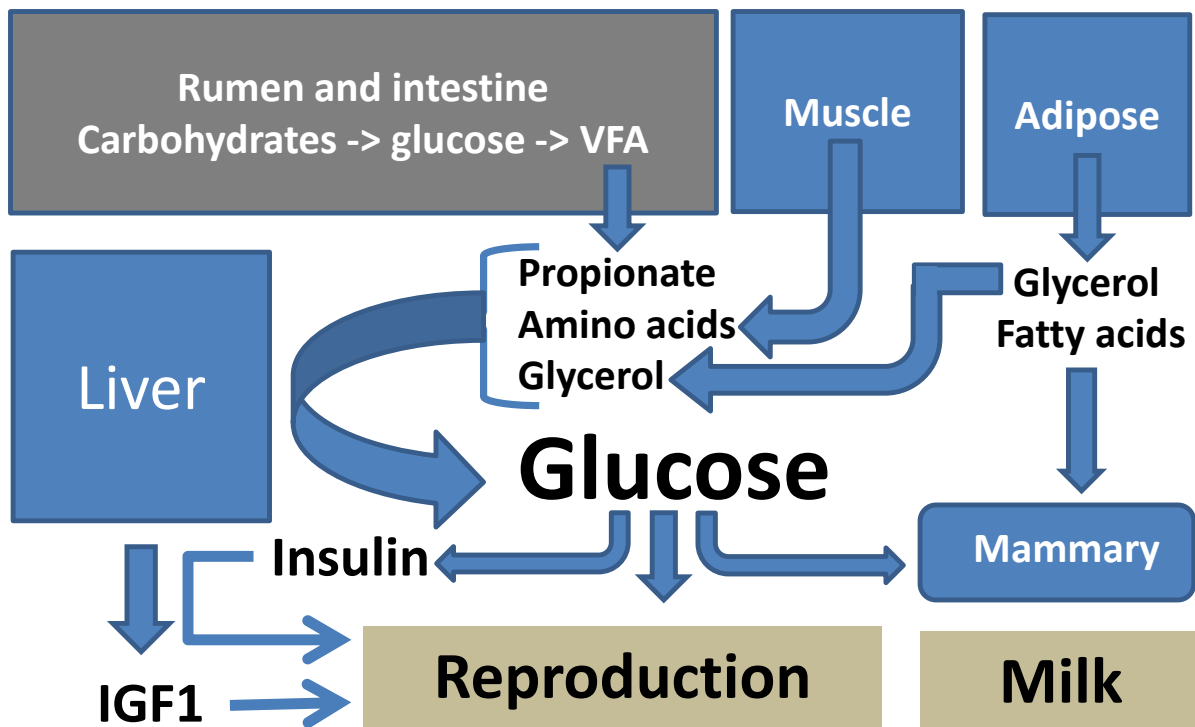 Rumen and intestine
Carbohydrates -> glucose -> VFA
Muscle
Adipose
Liver
Propionate
Amino acids
Glycerol
Glycerol
Fatty acids
Glucose
Insulin
Mammary
IGF1
Reproduction
Milk